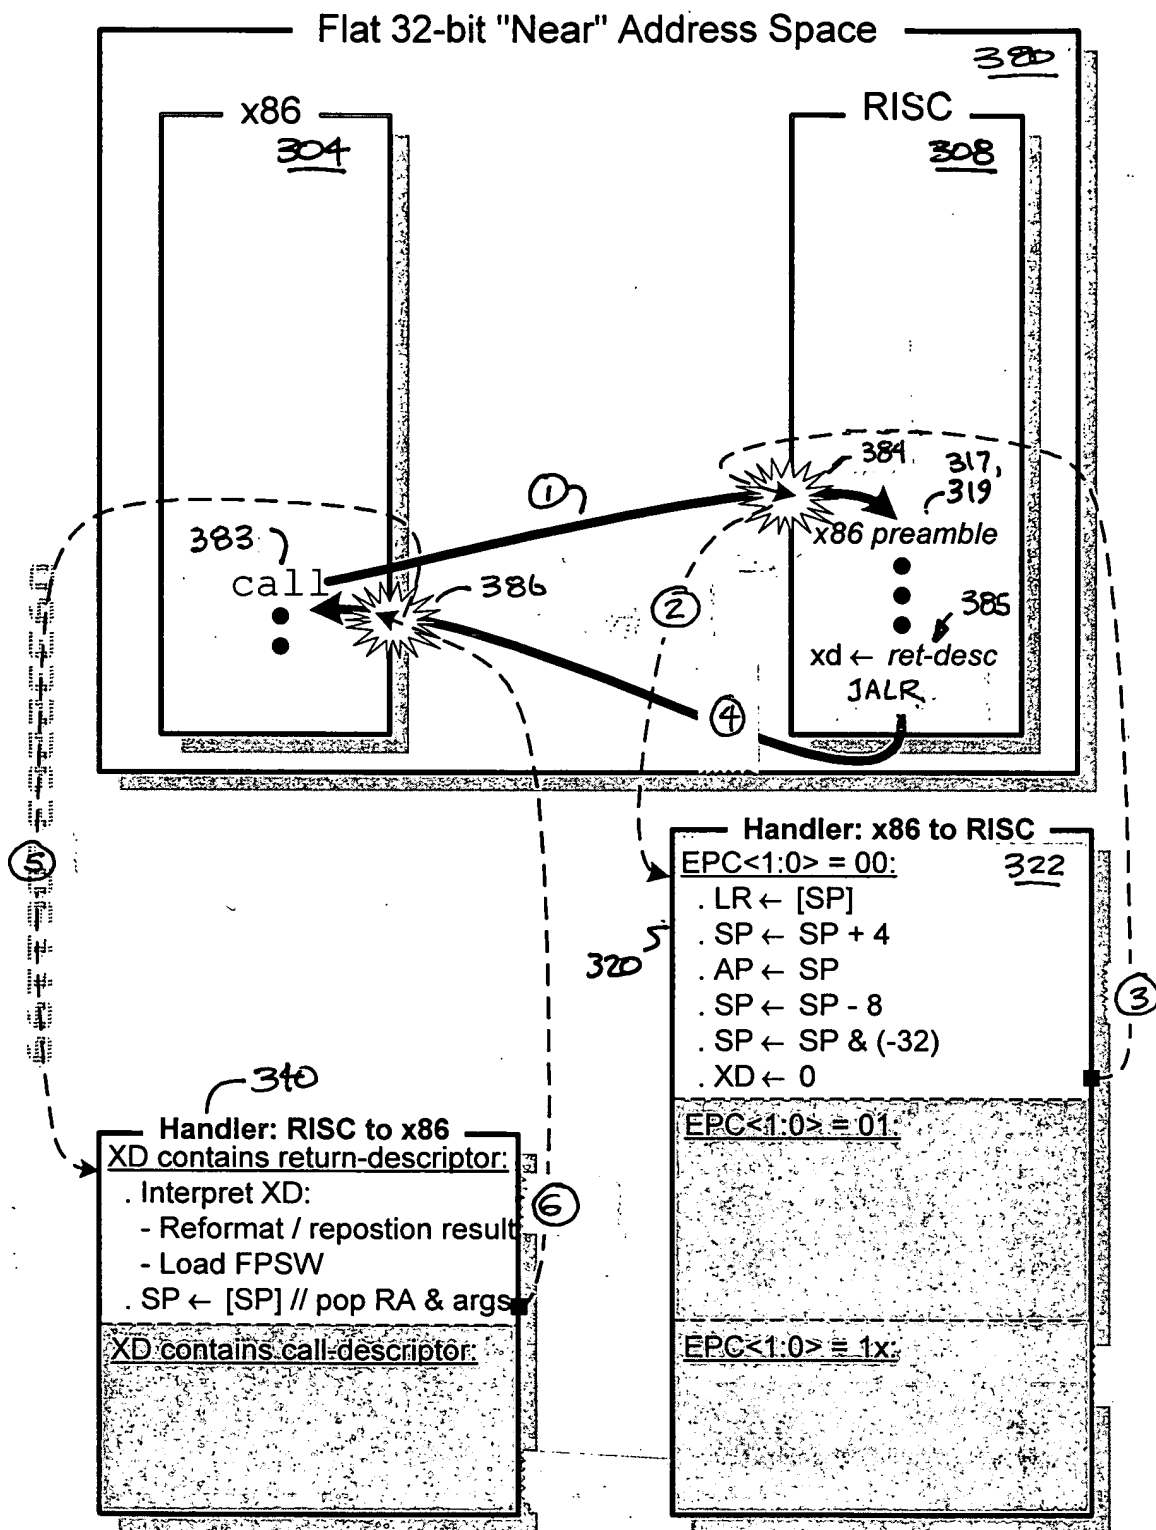 Flat 32-bit "Near" Address Space
380
x86
RISC
304
308
384
317,
319
1
x86 preamble
383
call
386
2
385
xd ← ret-desc
JALR
4
5
Handler: x86 to RISC
EPC<1:0> = 00:
322
. LR ← [SP]
. SP ← SP + 4
320
. AP ← SP
. SP ← SP - 8
3
. SP ← SP & (-32)
. XD ← 0
340
EPC<1:0> = 01:
Handler: RISC to x86
XD contains return-descriptor:
. Interpret XD:
6
- Reformat / repostion result
- Load FPSW
. SP ← [SP] // pop RA & args
XD contains call-descriptor:
EPC<1:0> = 1x: